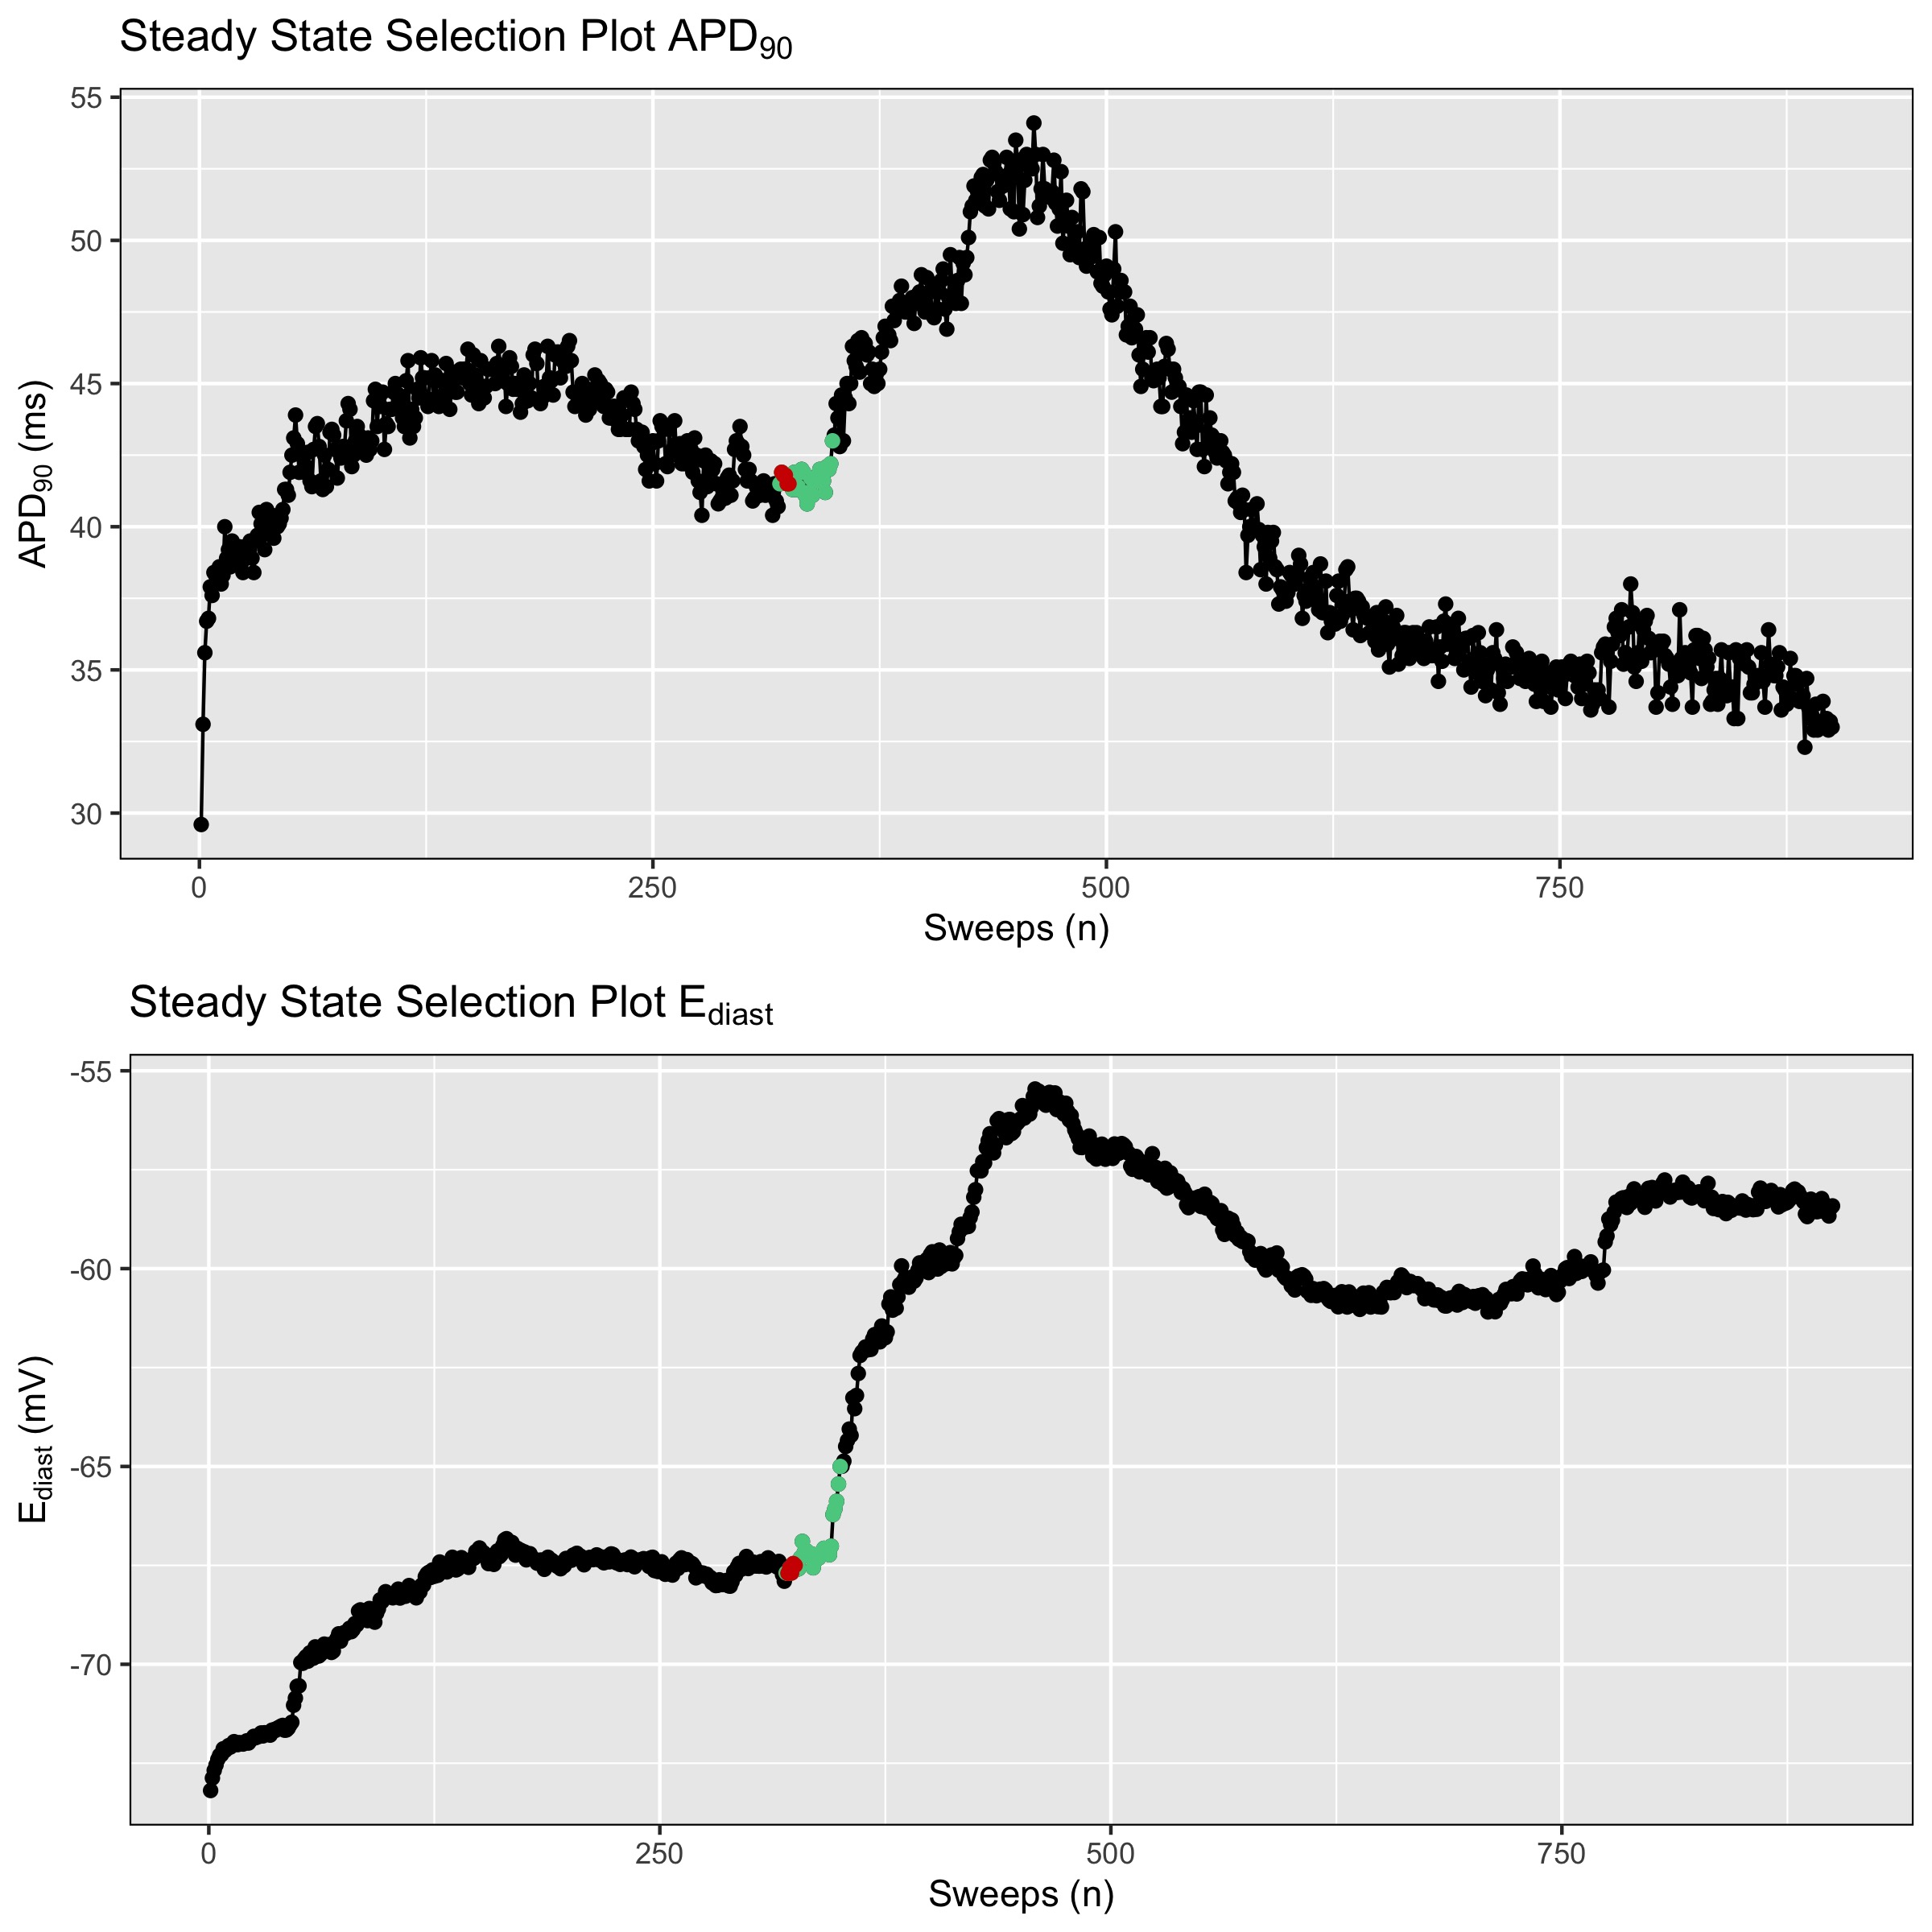 Steady State Selection Plot APD90
55
50
45
40
35
30
APD90 (ms)
0 250 500 750
Sweeps (n)
Steady State Selection Plot Ediast
-55
-60
-65
-70
Ediast (mV)
0 250 500 750
Sweeps (n)